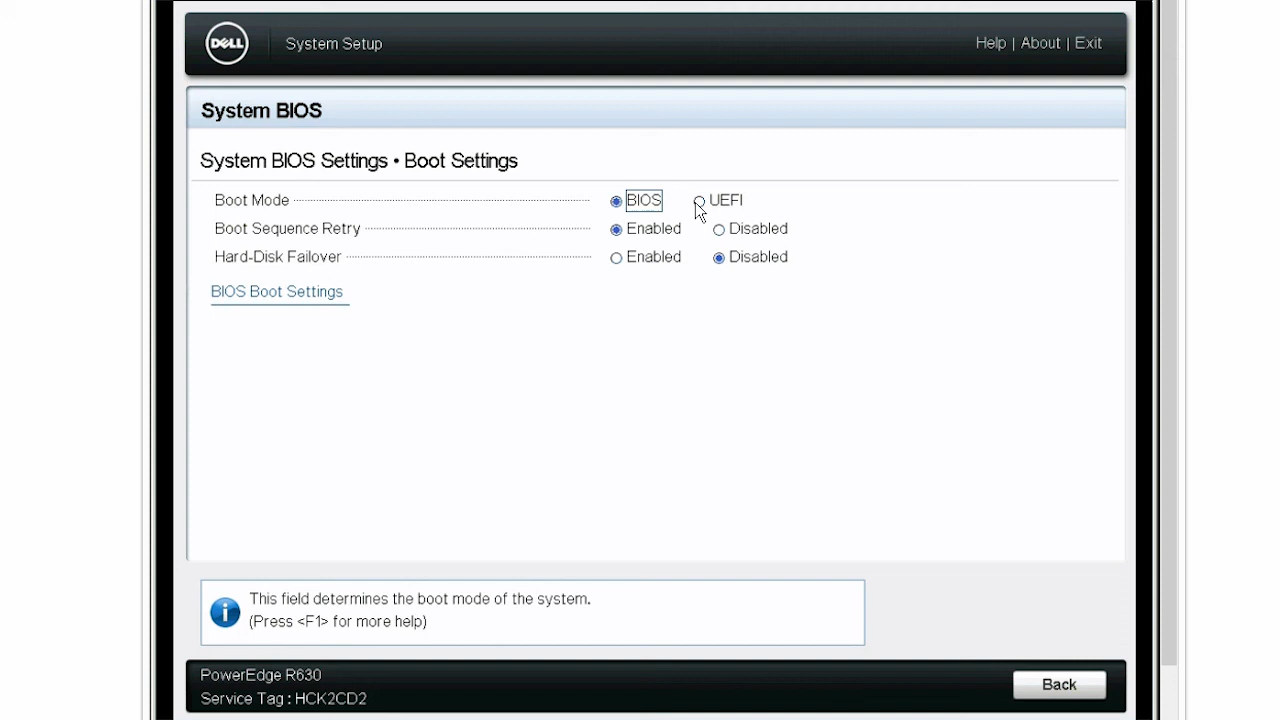 DELL System Setup Help | About | Exit
System BIOS
System BIOS Settings • Boot Settings
Boot Mode BIOS UEFI
Boot Sequence Retry Enabled Disabled
Hard-Disk Failover Enabled Disabled
BIOS Boot Settings
This field determines the boot mode of the system.
(Press <F1> for more help)
PowerEdge R630
Service Tag : HCK2CD2
Back